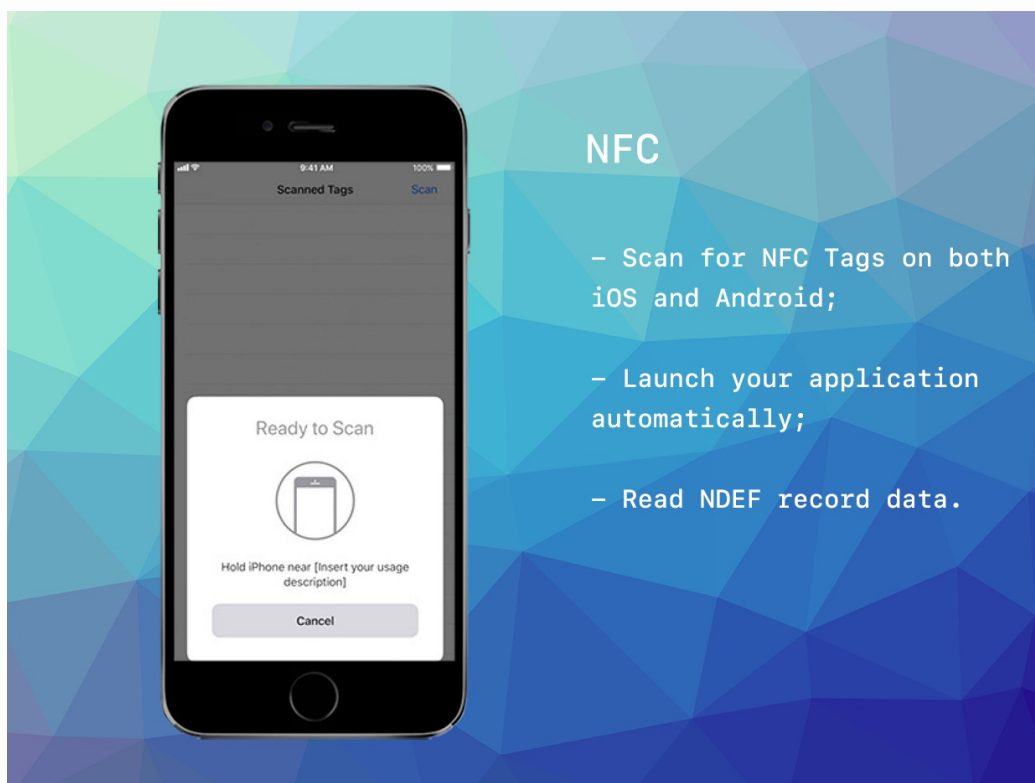 9:41 AM
100%
Scanned Tags
Scan
Ready to Scan
Hold iPhone near [Insert your usage
description]
Cancel
NFC
– Scan for NFC Tags on both
iOS and Android;
– Launch your application
automatically;
– Read NDEF record data.